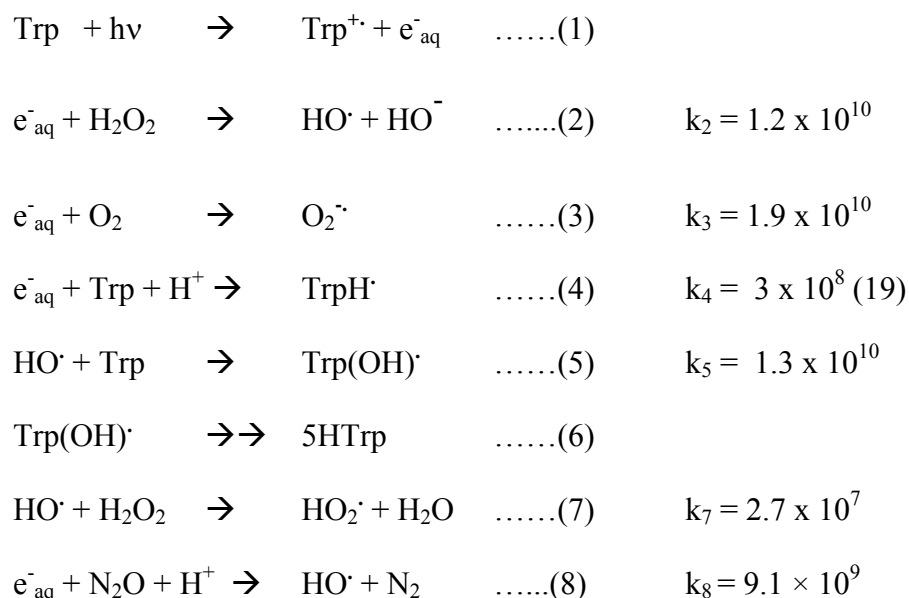 Trp + hν → Trp⁺˙ + e⁻aq ……(1)
e⁻aq + H₂O₂ → HO˙ + HO⁻ …....(2) k₂ = 1.2 x 10¹⁰
e⁻aq + O₂ → O₂⁻˙ ……(3) k₃ = 1.9 x 10¹⁰
e⁻aq + Trp + H⁺ → TrpH˙ ……(4) k₄ = 3 x 10⁸ (19)
HO˙ + Trp → Trp(OH)˙ ……(5) k₅ = 1.3 x 10¹⁰
Trp(OH)˙ →→ 5HTrp ……(6)
HO˙ + H₂O₂ → HO₂˙ + H₂O ……(7) k₇ = 2.7 x 10⁷
e⁻aq + N₂O + H⁺ → HO˙ + N₂ …...(8) k₈ = 9.1 × 10⁹